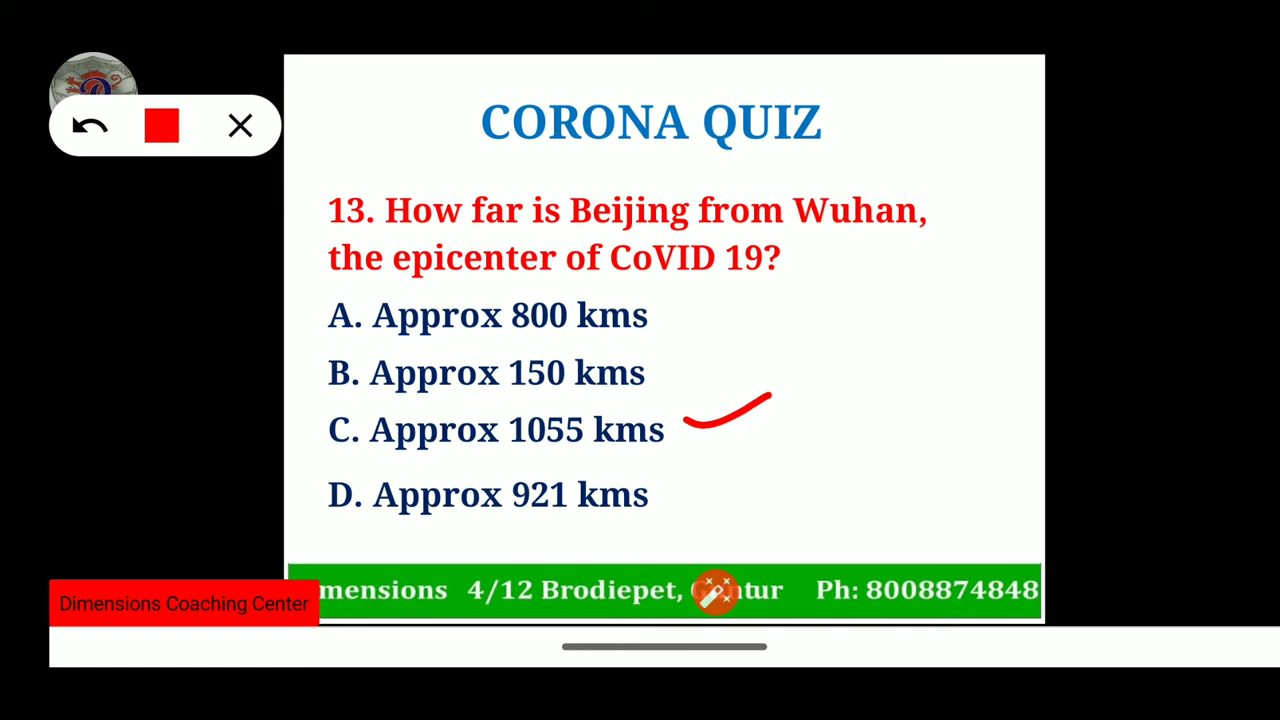 CORONA QUIZ
13. How far is Beijing from Wuhan,
the epicenter of CoVID 19?
A. Approx 800 kms
B. Approx 150 kms
C. Approx 1055 kms
D. Approx 921 kms
mensions 4/12 Brodiepet, Ph: 8008874848
Dimensions Coaching Center